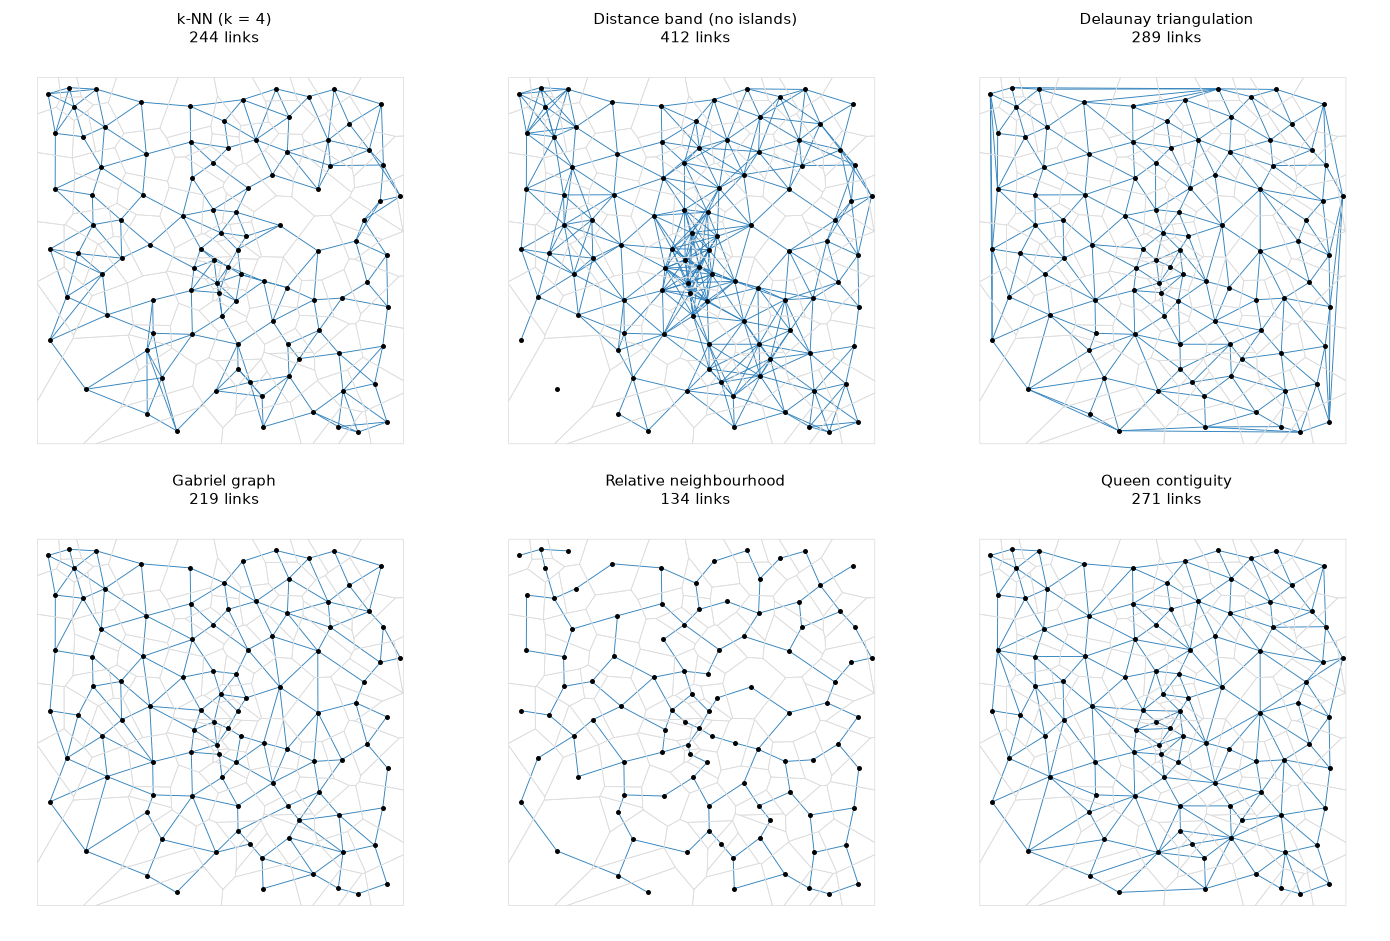 k-NN (k = 4)
244 links
Distance band (no islands)
412 links
Delaunay triangulation
289 links
Gabriel graph
219 links
Relative neighbourhood
134 links
Queen contiguity
271 links